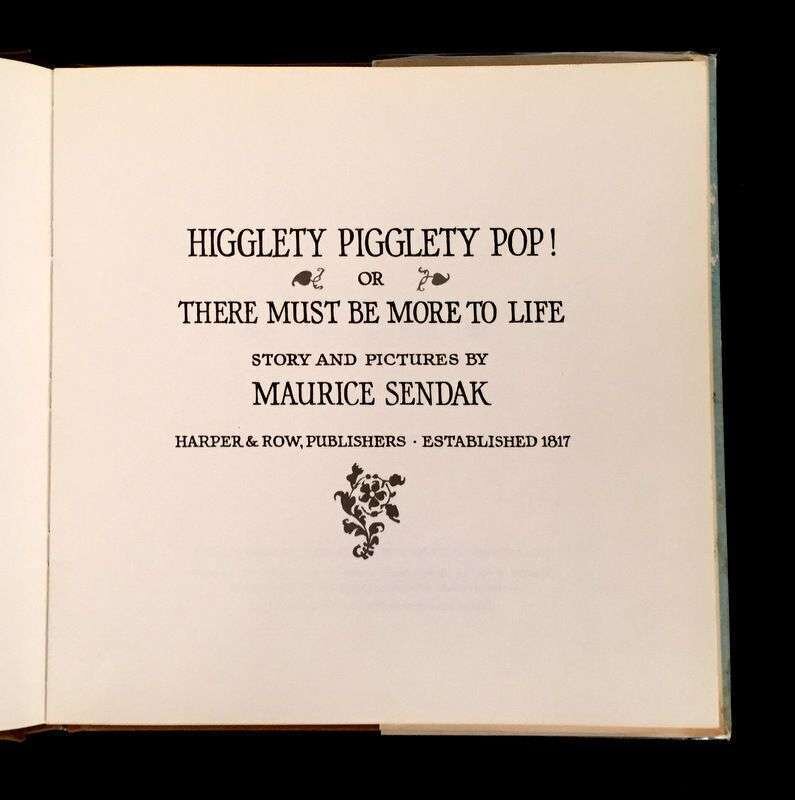 HIGGLETY PIGGLETY POP!
OR
THERE MUST BE MORE TO LIFE
STORY AND PICTURES BY
MAURICE SENDAK
HARPER & ROW, PUBLISHERS · ESTABLISHED 1817